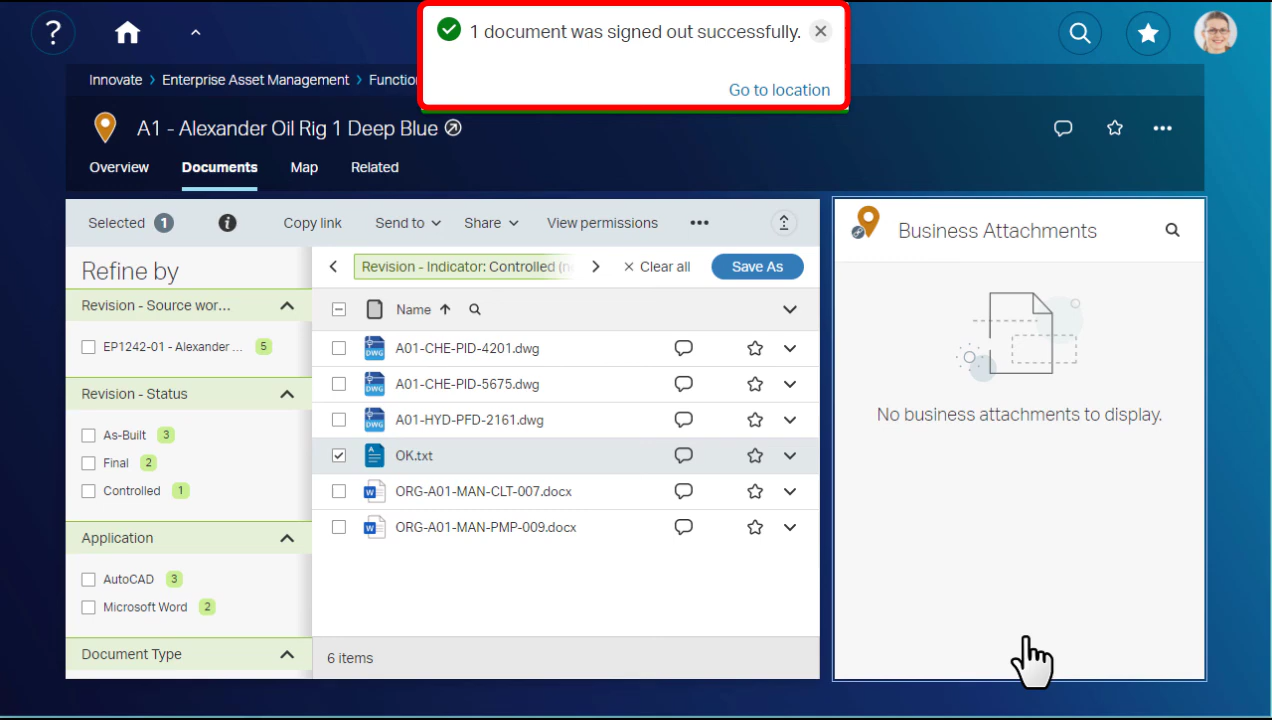 ?
1 document was signed out successfully.
Go to location
Innovate > Enterprise Asset Management > Functio
A1 - Alexander Oil Rig 1 Deep Blue
Overview Documents Map Related
Selected 1 i Copy link Send to Share View permissions •••
Business Attachments
Refine by
Revision - Indicator: Controlled (n
Clear all
Save As
Revision - Source wor...
EP1242-01 - Alexander ... 5
Revision - Status
As-Built 3
Final 2
Controlled 1
Application
AutoCAD 3
Microsoft Word 2
Document Type
Name
DWG A01-CHE-PID-4201.dwg
DWG A01-CHE-PID-5675.dwg
DWG A01-HYD-PFD-2161.dwg
A OK.txt
W ORG-A01-MAN-CLT-007.docx
W ORG-A01-MAN-PMP-009.docx
6 items
No business attachments to display.